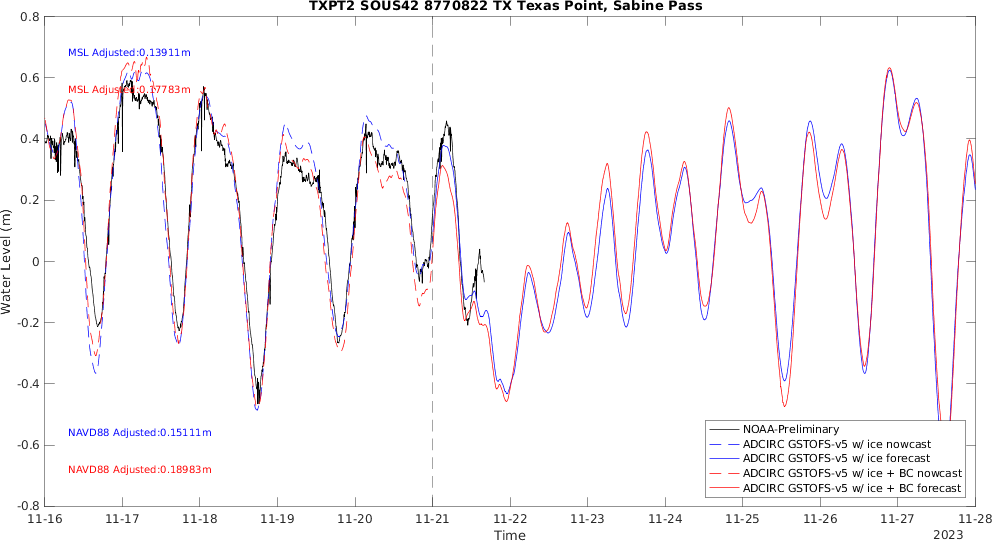 TXPT2 SOUS42 8770822 TX Texas Point, Sabine Pass
0.8
0.6
0.4
0.2
0
-0.2
-0.4
-0.6
-0.8
Water Level (m)
MSL Adjusted:0.13911m
MSL Adjusted:0.17783m
NAVD88 Adjusted:0.15111m
NAVD88 Adjusted:0.18983m
NOAA-Preliminary
ADCIRC GSTOFS-v5 w/ ice nowcast
ADCIRC GSTOFS-v5 w/ ice forecast
ADCIRC GSTOFS-v5 w/ ice + BC nowcast
ADCIRC GSTOFS-v5 w/ ice + BC forecast
11-16 11-17 11-18 11-19 11-20 11-21 11-22 11-23 11-24 11-25 11-26 11-27 11-28
Time
2023